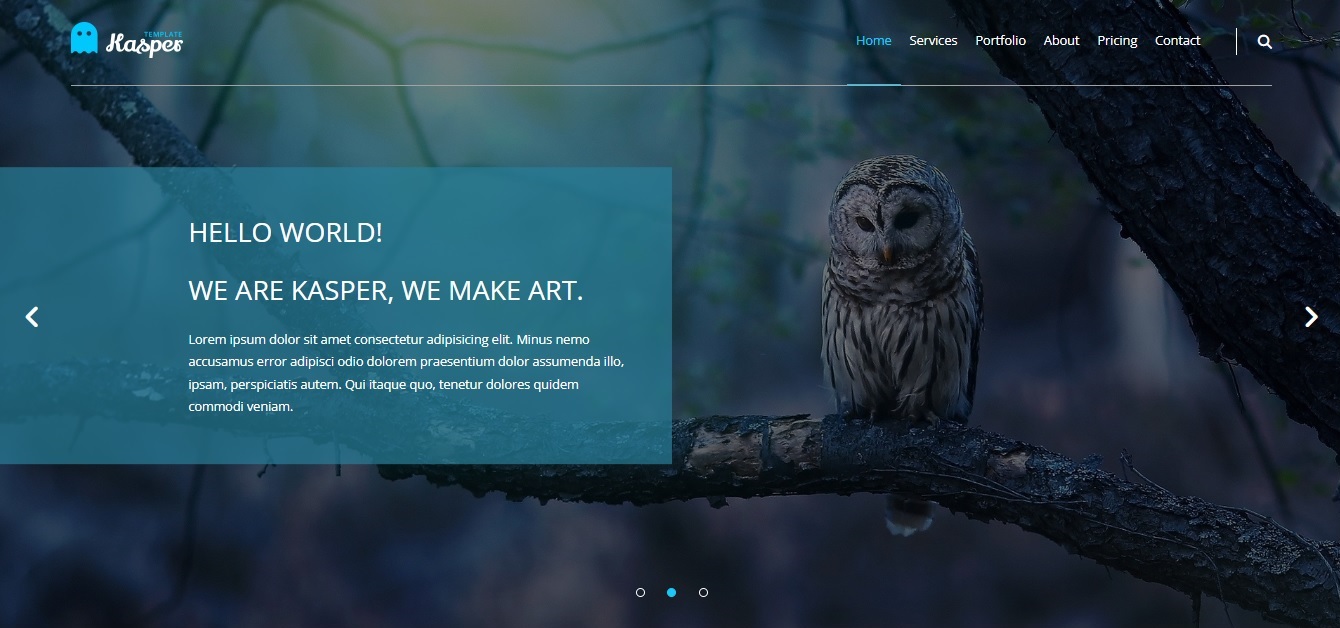 TEMPLATE
Kasper
Home Services Portfolio About Pricing Contact
HELLO WORLD!
WE ARE KASPER, WE MAKE ART.
Lorem ipsum dolor sit amet consectetur adipisicing elit. Minus nemo
accusamus error adipisci odio dolorem praesentium dolor assumenda illo,
ipsam, perspiciatis autem. Qui itaque quo, tenetur dolores quidem
commodi veniam.